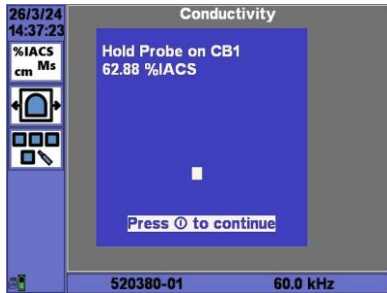 26/3/24
14:37:23
Conductivity
%IACS
cm Ms
Hold Probe on CB1
62.88 %IACS
Press ⏼ to continue
520380-01
60.0 kHz